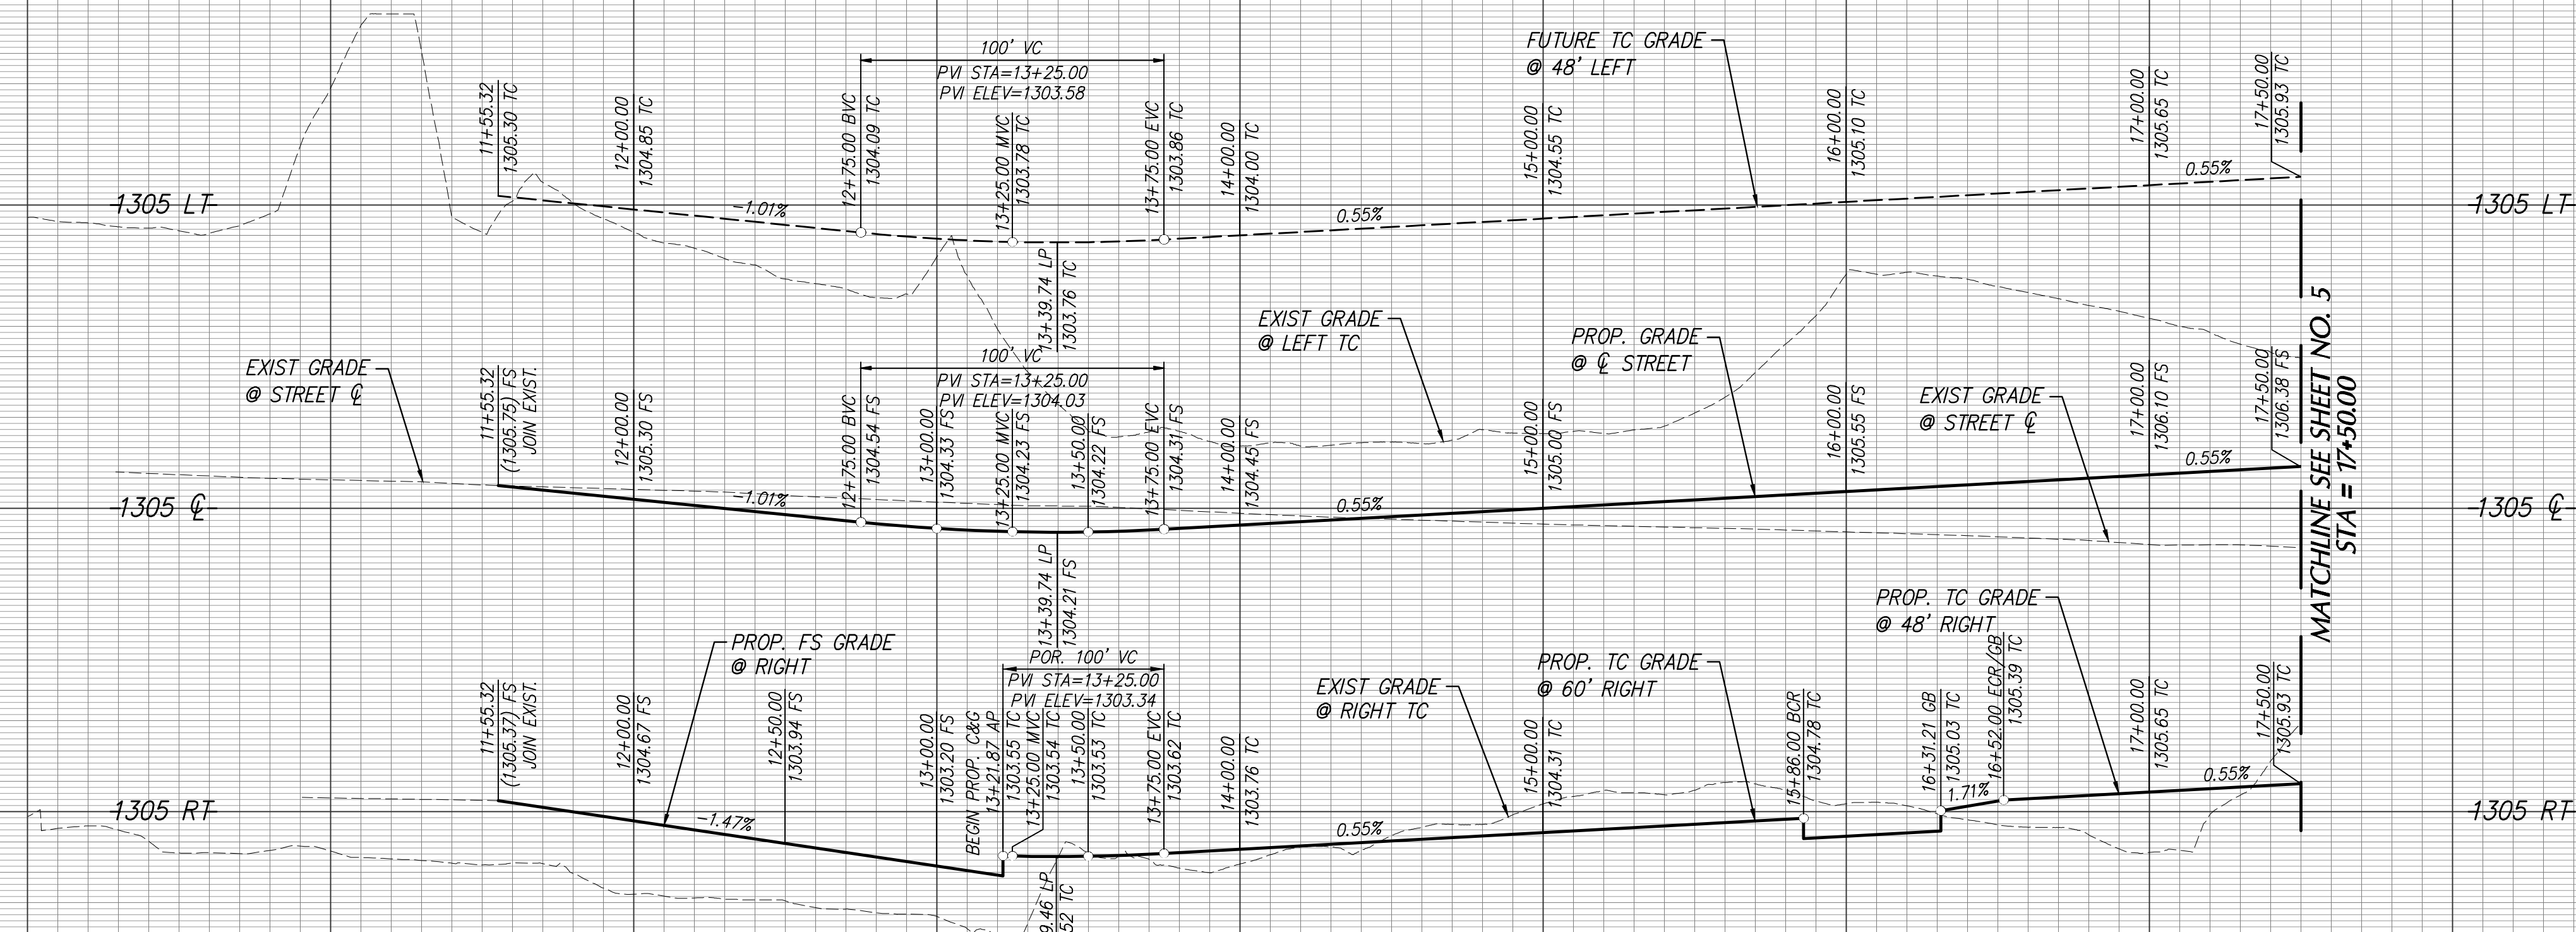 100' VC
PVI STA=13+25.00
PVI ELEV=1303.58
FUTURE TC GRADE
@ 48' LEFT
11+55.32
1305.30 TC
12+00.00
1304.85 TC
12+75.00 BVC
1304.09 TC
13+25.00 MVC
1303.78 TC
13+75.00 EVC
1303.86 TC
14+00.00
1304.00 TC
15+00.00
1304.55 TC
16+00.00
1305.10 TC
17+00.00
1305.65 TC
17+50.00
1305.93 TC
1305 LT
-1.01%
0.55%
0.55%
1305 LT
13+39.74 LP
1303.76 TC
EXIST GRADE
@ LEFT TC
PROP. GRADE
@ ℄ STREET
EXIST GRADE
@ STREET ℄
EXIST GRADE
@ STREET ℄
100' VC
PVI STA=13+25.00
PVI ELEV=1304.03
11+55.32
(1305.75) FS
JOIN EXIST.
12+00.00
1305.30 FS
12+75.00 BVC
1304.54 FS
13+00.00
1304.33 FS
13+25.00 MVC
1304.23 FS
13+50.00
1304.22 FS
13+75.00 EVC
1304.31 FS
14+00.00
1304.45 FS
15+00.00
1305.00 FS
16+00.00
1305.55 FS
17+00.00
1306.10 FS
17+50.00
1306.38 FS
MATCHLINE SEE SHEET NO. 5
STA = 17+50.00
1305 ℄
-1.01%
0.55%
0.55%
1305 ℄
13+39.74 LP
1304.21 FS
PROP. FS GRADE
@ RIGHT
POR. 100' VC
PVI STA=13+25.00
PVI ELEV=1303.34
EXIST GRADE
@ RIGHT TC
PROP. TC GRADE
@ 60' RIGHT
PROP. TC GRADE
@ 48' RIGHT
11+55.32
(1305.37) FS
JOIN EXIST.
12+00.00
1304.67 FS
12+50.00
1303.94 FS
13+00.00
1303.20 FS
BEGIN PROP. C&G
13+21.87 AP
1303.55 TC
13+25.00 MVC
1303.54 TC
13+50.00
1303.53 TC
13+75.00 EVC
1303.62 TC
14+00.00
1303.76 TC
15+00.00
1304.31 TC
15+86.00 BCR
1304.78 TC
16+31.21 GB
1305.03 TC
16+52.00 ECR/GB
1305.39 TC
17+00.00
1305.65 TC
17+50.00
1305.93 TC
1305 RT
-1.47%
0.55%
1.71%
0.55%
1305 RT
9.46 LP
52 TC